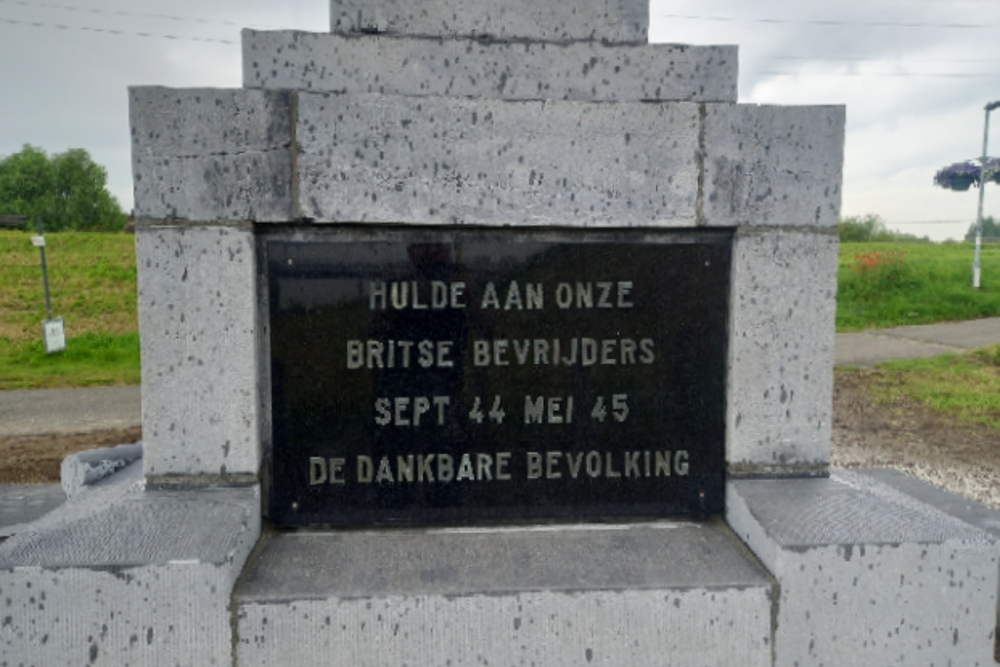 HULDE AAN ONZE
BRITSE BEVRIJDERS
SEPT 44 MEI 45
DE DANKBARE BEVOLKING